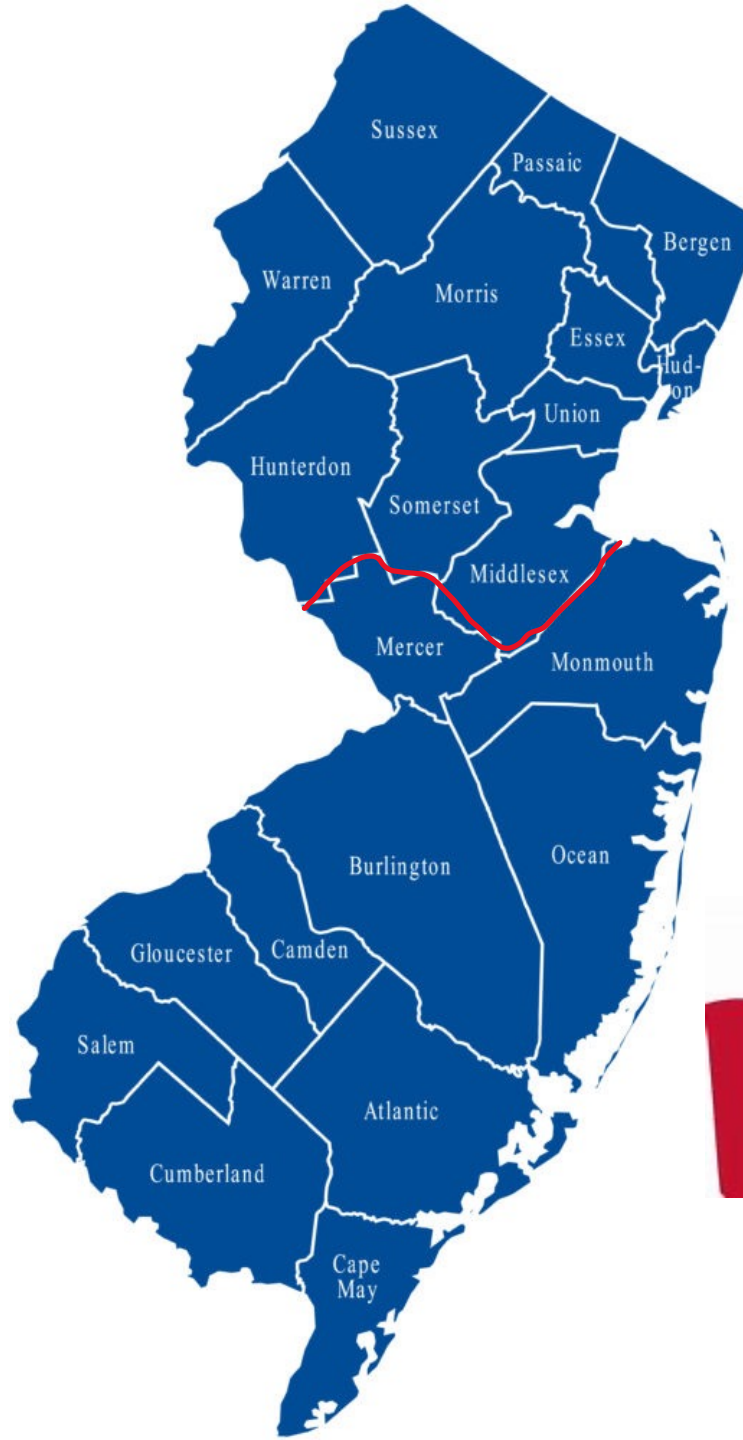 Sussex
Passaic
Bergen
Warren
Morris
Essex
Hud-
son
Union
Hunterdon
Somerset
Middlesex
Mercer
Monmouth
Burlington
Ocean
Gloucester
Camden
Salem
Atlantic
Cumberland
Cape
May